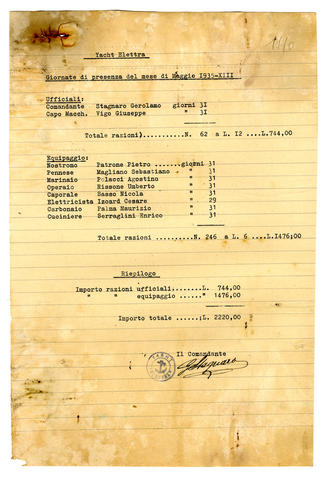 Yacht Elettra
Giornate di presenza del mese di Maggio 1935-XIII
Ufficiali:
Comandante Stagnaro Gerolamo giorni 31
Capo Macch. Vigo Giuseppe " 31
Totale razioni)......N. 62 a L. 12 ...L.744,00
Equipaggio:
Nostromo Patrone Pietro ....... giorni 31
Pennese Magliano Sebastiano " 31
Marinaio Polacci Agostino " 31
Operaio Rissone Umberto " 31
Caporale Sasso Nicola " 31
Elettricista Izoard Cesare " 29
Carbonaio Palma Maurizio " 31
Cuciniere Serraglini Enrico " 31
Totale razioni .....N. 246 a L. 6 ...L.1476;00
Riepilogo
Importo razioni ufficiali.......L. 744,00
" " equipaggio ...." 1476,00
Importo totale .....;L. 2220,00
Il Comandante